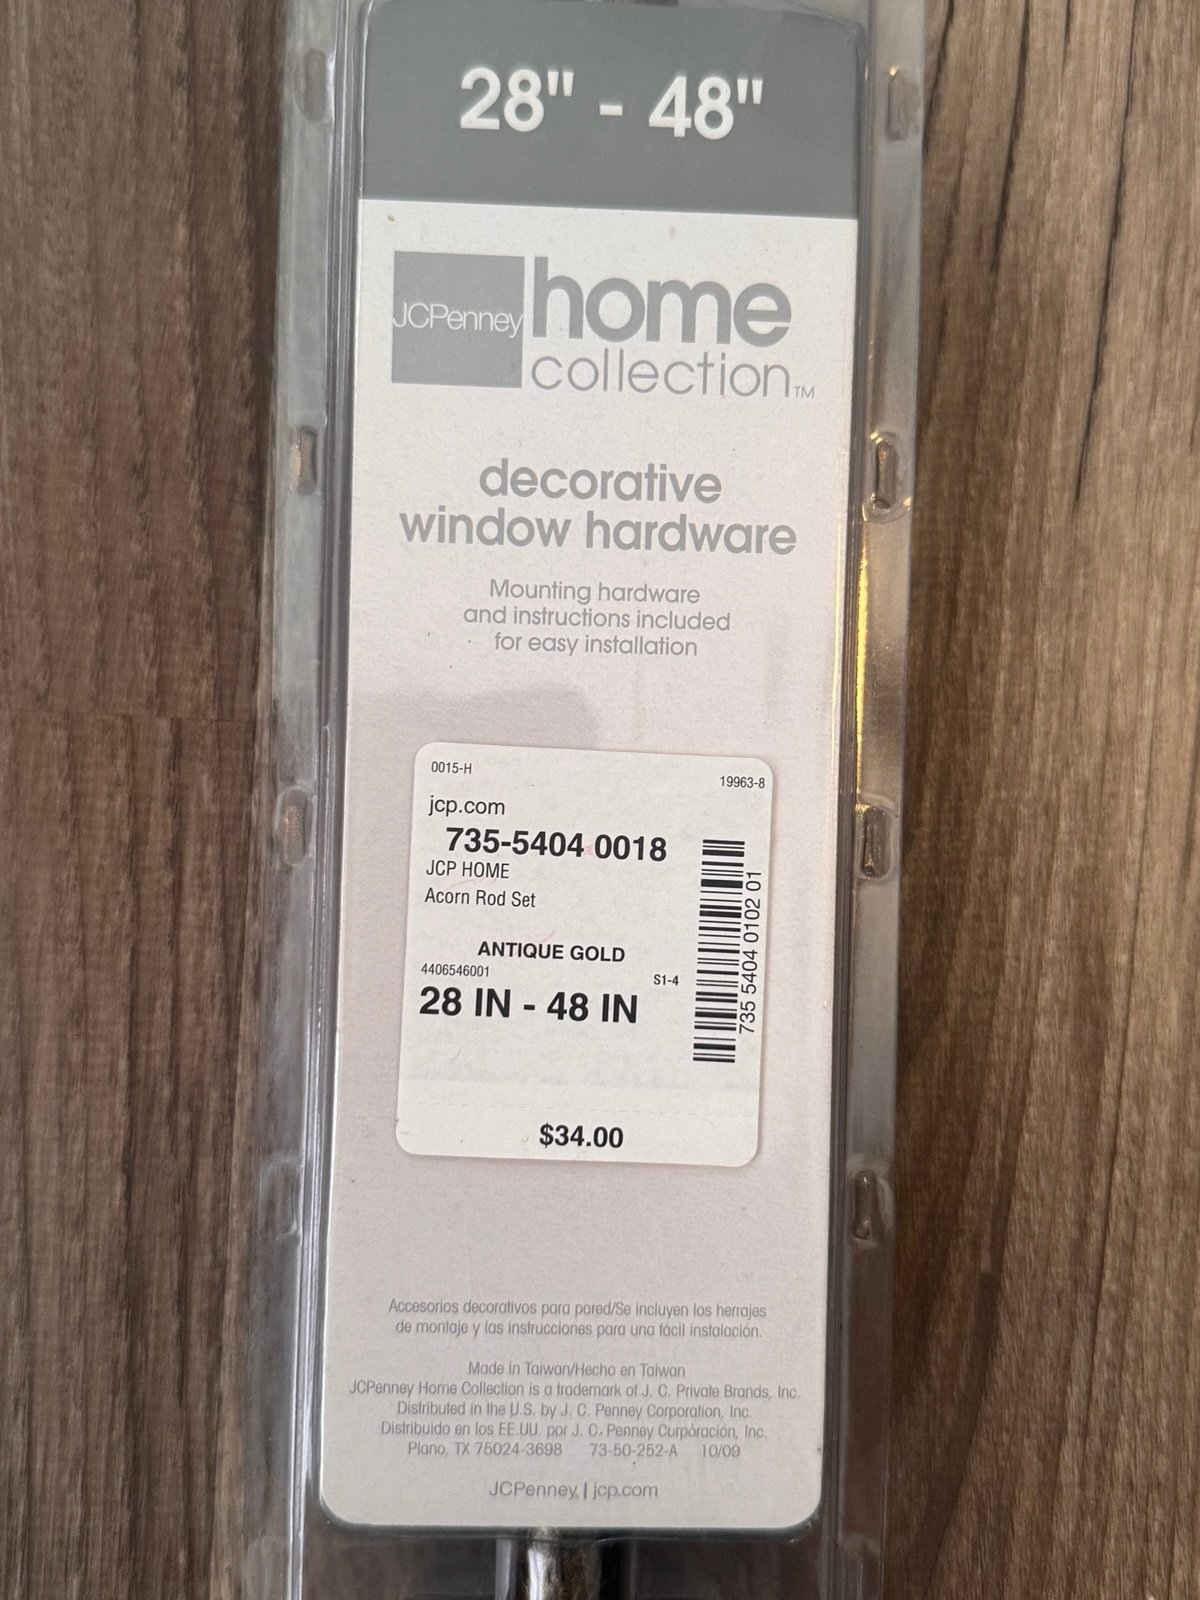 28" - 48"
JCPenney
home
collection™
decorative
window hardware
Mounting hardware
and instructions included
for easy installation
0015-H
19963-8
jcp.com
735-5404 0018
JCP HOME
Acorn Rod Set
ANTIQUE GOLD
4406546001
S1-4
28 IN - 48 IN
735 5404 0102 01
$34.00
Accesorios decorativos para pared/Se incluyen los herrajes
de montaje y las instrucciones para una fácil instalación.
Made in Taiwan/Hecho en Taiwan
JCPenney Home Collection is a trademark of J. C. Private Brands, Inc.
Distributed in the U.S. by J. C. Penney Corporation, Inc.
Distribuido en los EE.UU. por J. C. Penney Corporación, Inc.
Plano, TX 75024-3698 73-50-252-A 10/09
JCPenney | jcp.com